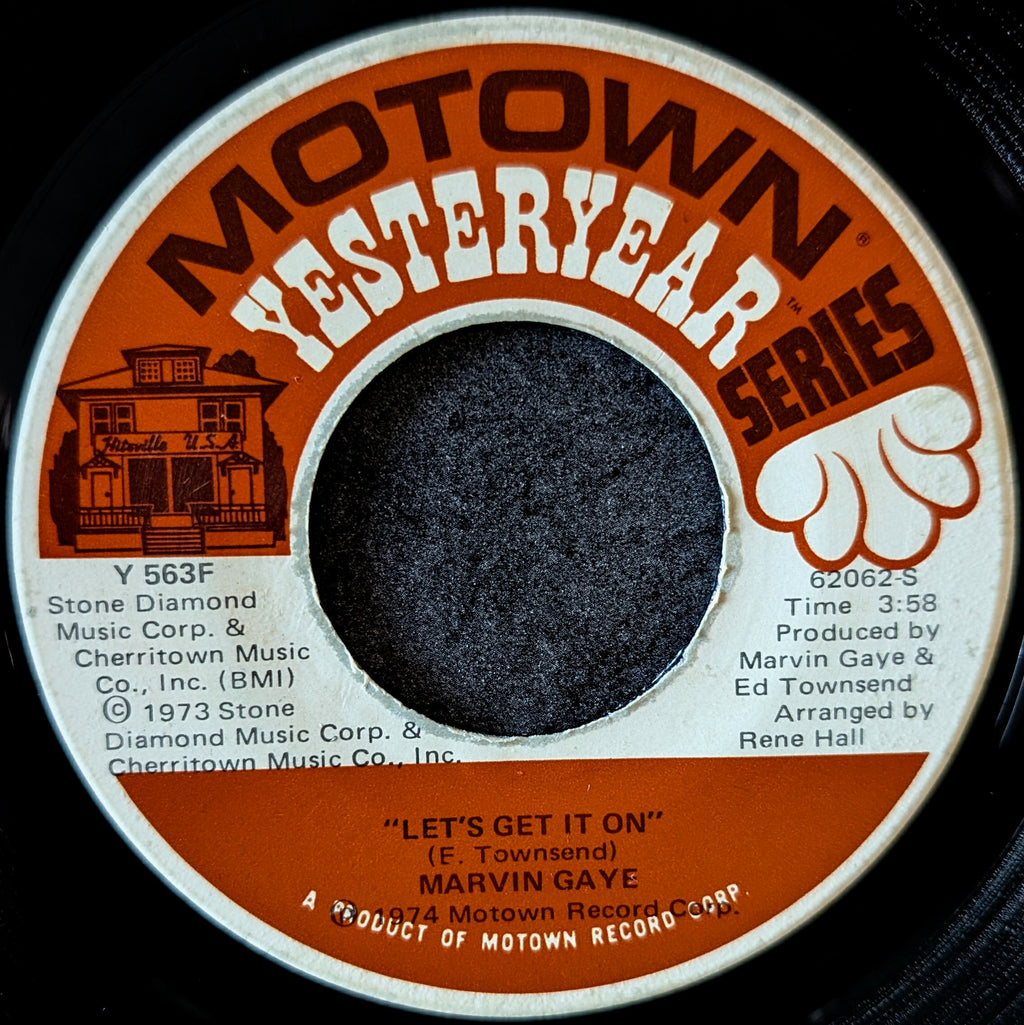 MOTOWN ®
YESTERYEAR ™
SERIES
Hitsville U.S.A
Y 563F
Stone Diamond
Music Corp. &
Cherritown Music
Co., Inc. (BMI)
© 1973 Stone
Diamond Music Corp. &
Cherritown Music Co., Inc.
62062-S
Time 3:58
Produced by
Marvin Gaye &
Ed Townsend
Arranged by
Rene Hall
"LET'S GET IT ON"
(E. Townsend)
MARVIN GAYE
℗ 1974 Motown Record Corp.
A PRODUCT OF MOTOWN RECORD CORP.